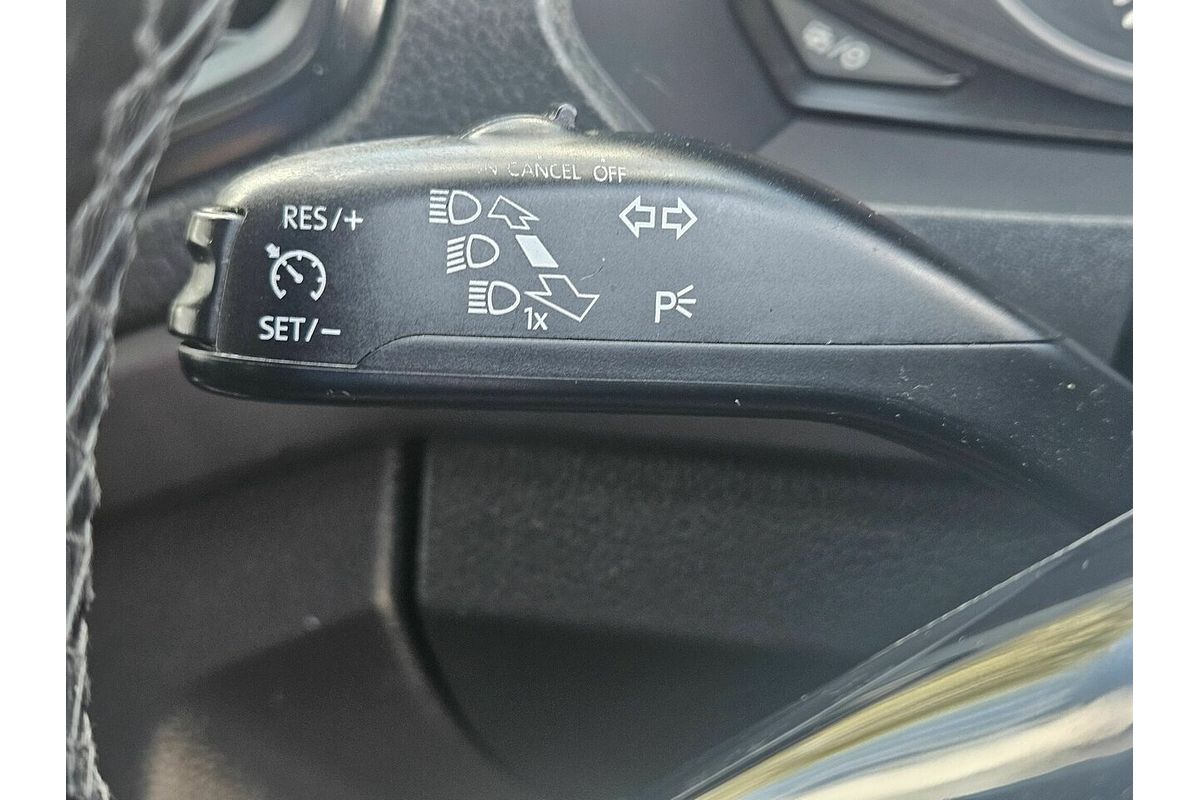 CANCEL OFF
RES/+
SET/-
1x
P